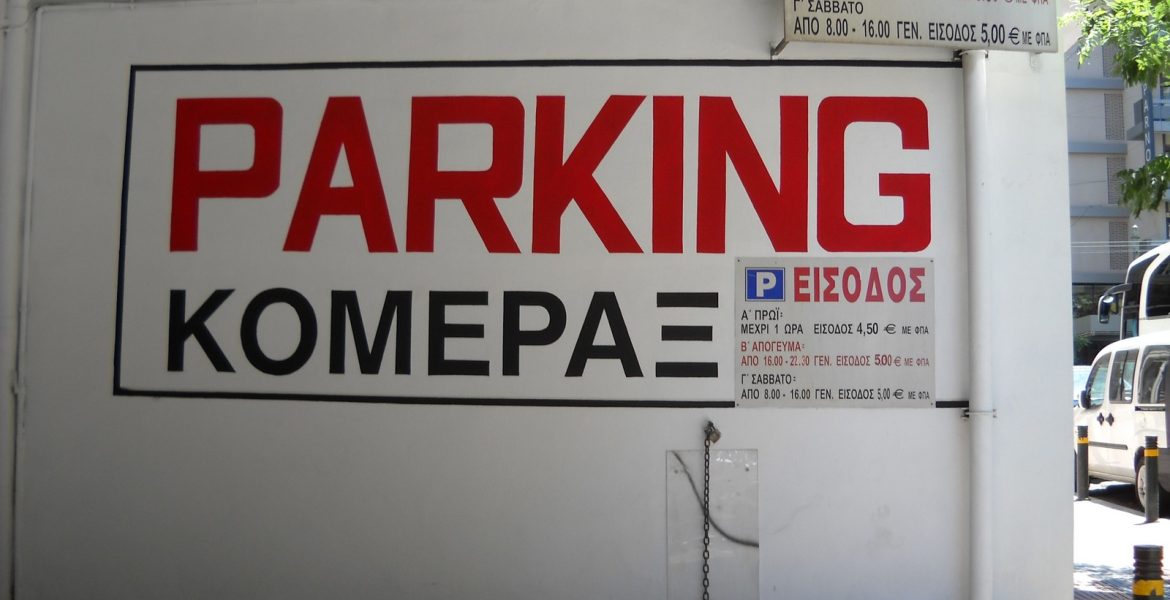 Γ΄ ΣΑΒΒΑΤΟ
ΑΠΟ 8.00 - 16.00 ΓΕΝ. ΕΙΣΟΔΟΣ 5,00 € ΜΕ ΦΠΑ
PARKING
ΚΟΜΕΡΑΞ
P ΕΙΣΟΔΟΣ
Α΄ ΠΡΩΪ:
ΜΕΧΡΙ 1 ΩΡΑ ΕΙΣΟΔΟΣ 4,50 € ΜΕ ΦΠΑ
Β΄ ΑΠΟΓΕΥΜΑ:
ΑΠΟ 16.00 - 22.30 ΓΕΝ. ΕΙΣΟΔΟΣ 5.00 € ΜΕ ΦΠΑ
Γ΄ ΣΑΒΒΑΤΟ:
ΑΠΟ 8.00 - 16.00 ΓΕΝ. ΕΙΣΟΔΟΣ 5,00 € ΜΕ ΦΠΑ